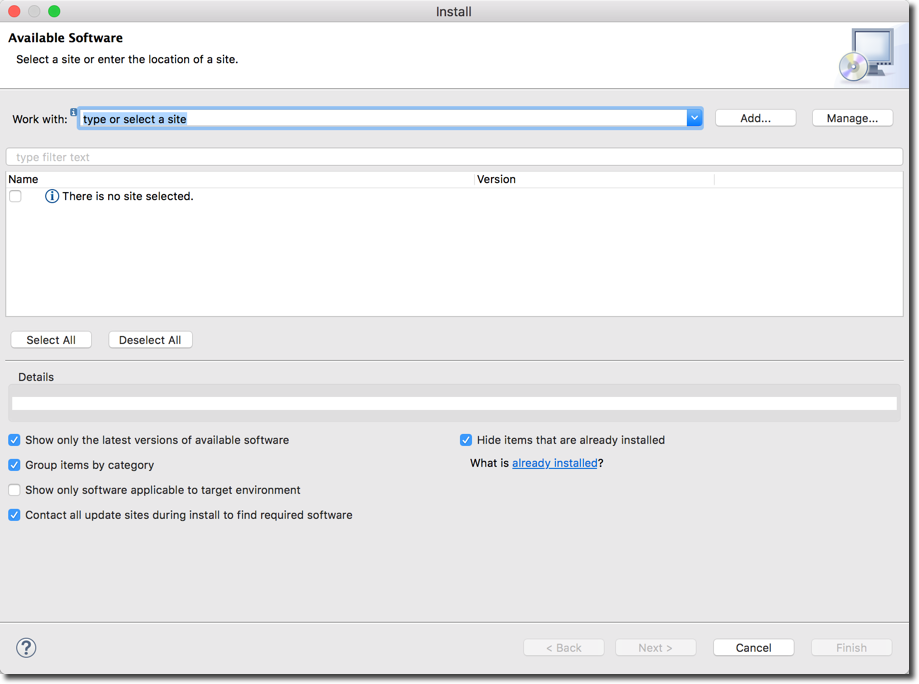 Install
Available Software
Select a site or enter the location of a site.
Work with: type or select a site Add... Manage...
type filter text
Name Version
There is no site selected.
Select All Deselect All
Details
Show only the latest versions of available software Hide items that are already installed
Group items by category What is already installed?
Show only software applicable to target environment
Contact all update sites during install to find required software
? < Back Next > Cancel Finish